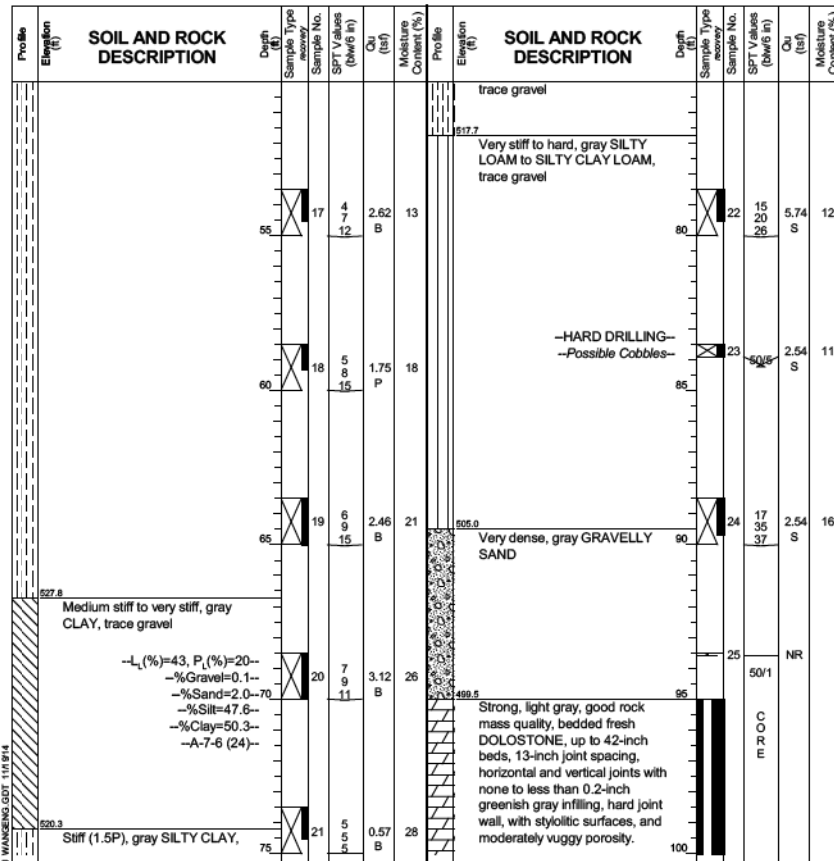 Profile
Elevation (ft)
SOIL AND ROCK DESCRIPTION
Depth (ft)
Sample Type recovery
Sample No.
SPT Values (blw/6 in)
Qu (tsf)
Moisture Content (%)
55
17
4
7
12
2.62 B
13
60
18
5
8
15
1.75 P
18
65
19
6
9
15
2.46 B
21
527.8
Medium stiff to very stiff, gray
CLAY, trace gravel
--L_L(%)=43, P_L(%)=20--
--%Gravel=0.1--
--%Sand=2.0--
--%Silt=47.6--
--%Clay=50.3--
--A-7-6 (24)--
70
20
7
9
11
3.12 B
26
520.3
Stiff (1.5P), gray SILTY CLAY,
75
21
5
5
5
0.57 B
28
WANGENG.GDT 11/19/14
Profile
Elevation (ft)
SOIL AND ROCK DESCRIPTION
Depth (ft)
Sample Type recovery
Sample No.
SPT Values (blw/6 in)
Qu (tsf)
Moisture Content (%)
trace gravel
517.7
Very stiff to hard, gray SILTY
LOAM to SILTY CLAY LOAM,
trace gravel
80
22
15
20
26
5.74 S
12
--HARD DRILLING--
--Possible Cobbles--
23
50/5
2.54 S
11
85
24
17
35
37
2.54 S
16
505.0
Very dense, gray GRAVELLY
SAND
90
25
50/1
NR
95
499.5
Strong, light gray, good rock
mass quality, bedded fresh
DOLOSTONE, up to 42-inch
beds, 13-inch joint spacing,
horizontal and vertical joints with
none to less than 0.2-inch
greenish gray infilling, hard joint
wall, with stylolitic surfaces, and
moderately vuggy porosity.
CORE
100